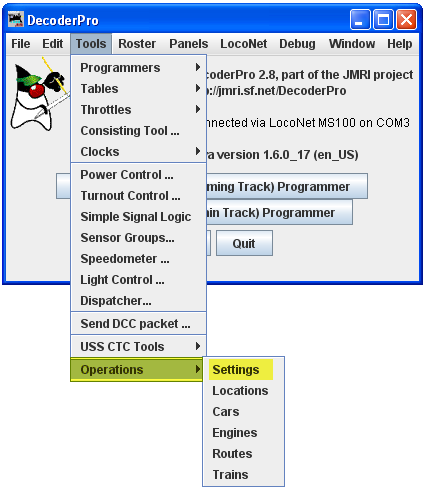 DecoderPro
File Edit Tools Roster Panels LocoNet Debug Window Help
Programmers
coderPro 2.8, part of the JMRI project
Tables
p://jmri.sf.net/DecoderPro
Throttles
Consisting Tool ...
nnected via LocoNet MS100 on COM3
Clocks
va version 1.6.0_17 (en_US)
Power Control ...
ming Track) Programmer
Turnout Control ...
Simple Signal Logic
in Track) Programmer
Sensor Groups...
Quit
Speedometer ...
Light Control ...
Dispatcher...
Send DCC packet ...
USS CTC Tools
Operations
Settings
Locations
Cars
Engines
Routes
Trains